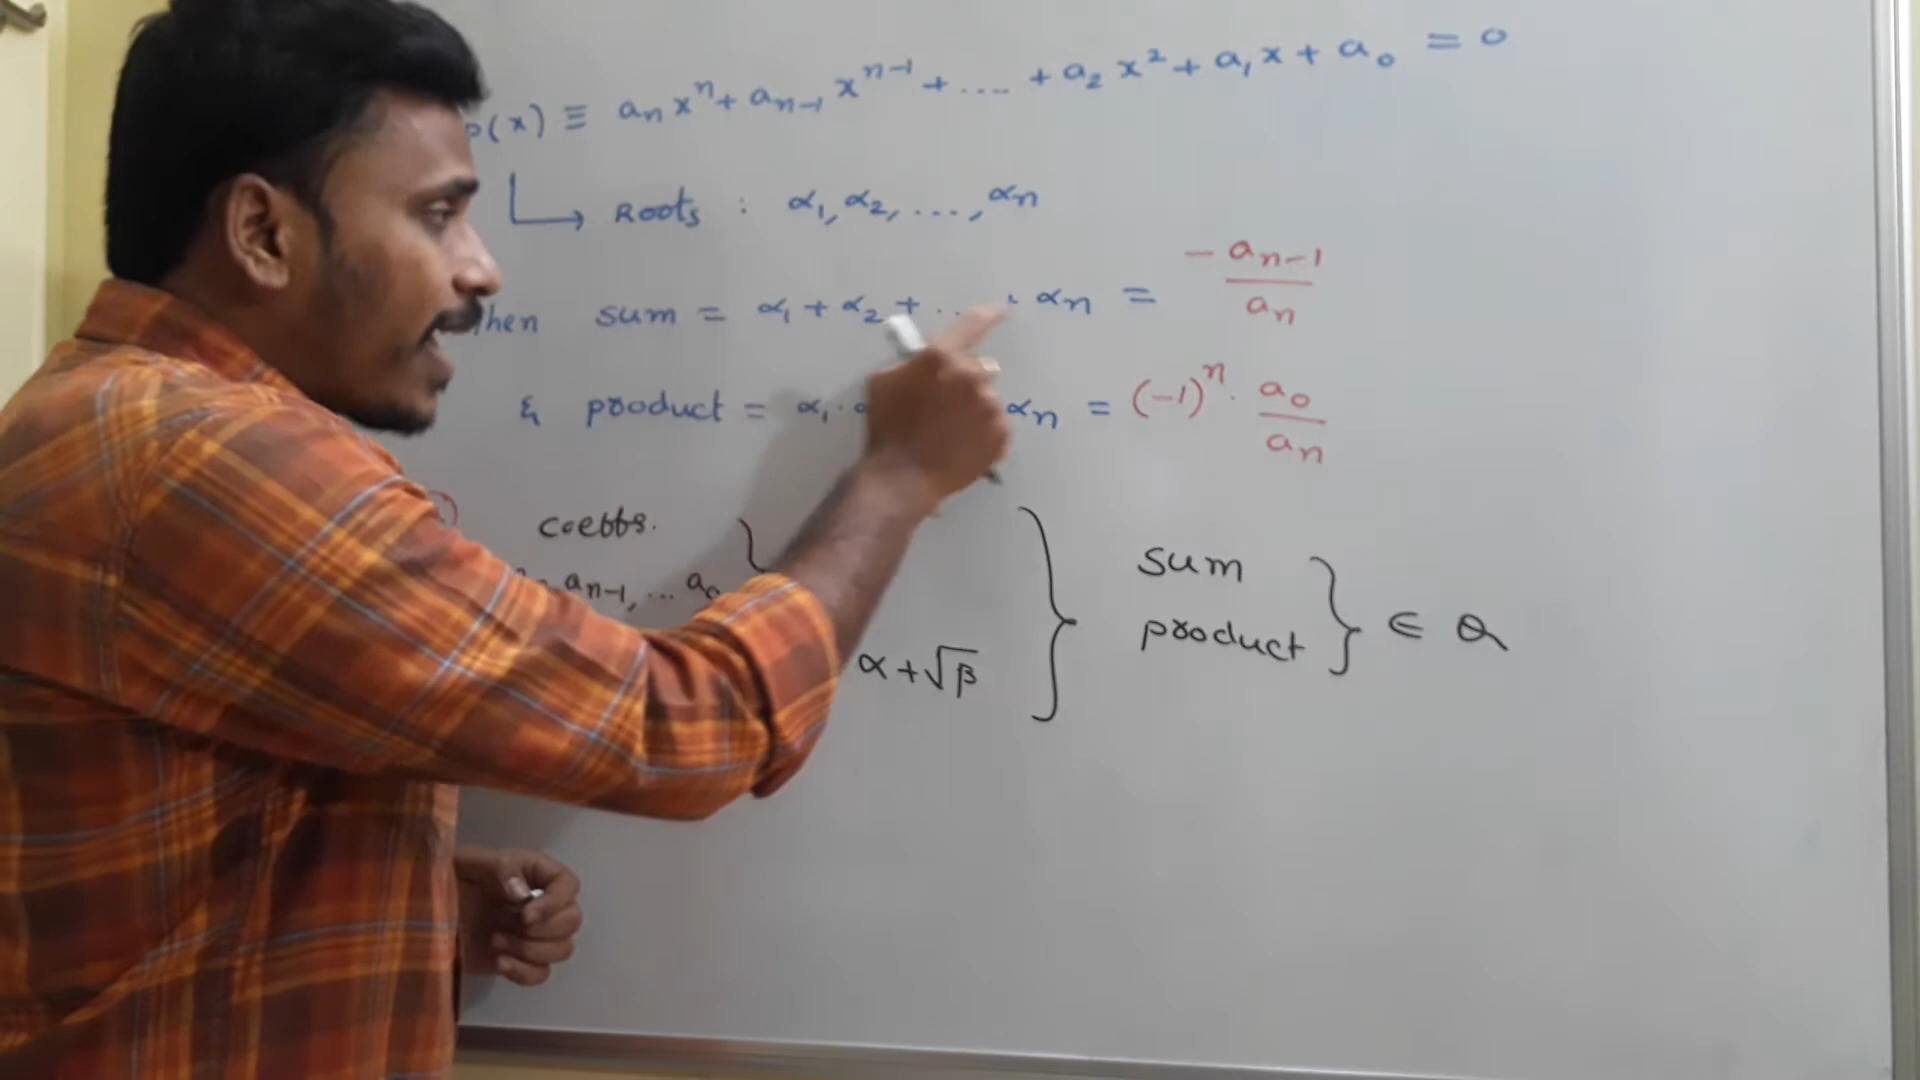 p(x) ≡ aₙxⁿ + aₙ₋₁xⁿ⁻¹ + .... + a₂x² + a₁x + a₀ = 0
Roots : α₁, α₂, ...., αₙ
then sum = α₁ + α₂ + ... αₙ = -aₙ₋₁/aₙ
& product = α₁ · αₙ = (-1)ⁿ · a₀/aₙ
coeffs.
aₙ₋₁, ... a₀
α + √β
sum
product } ∈ Q